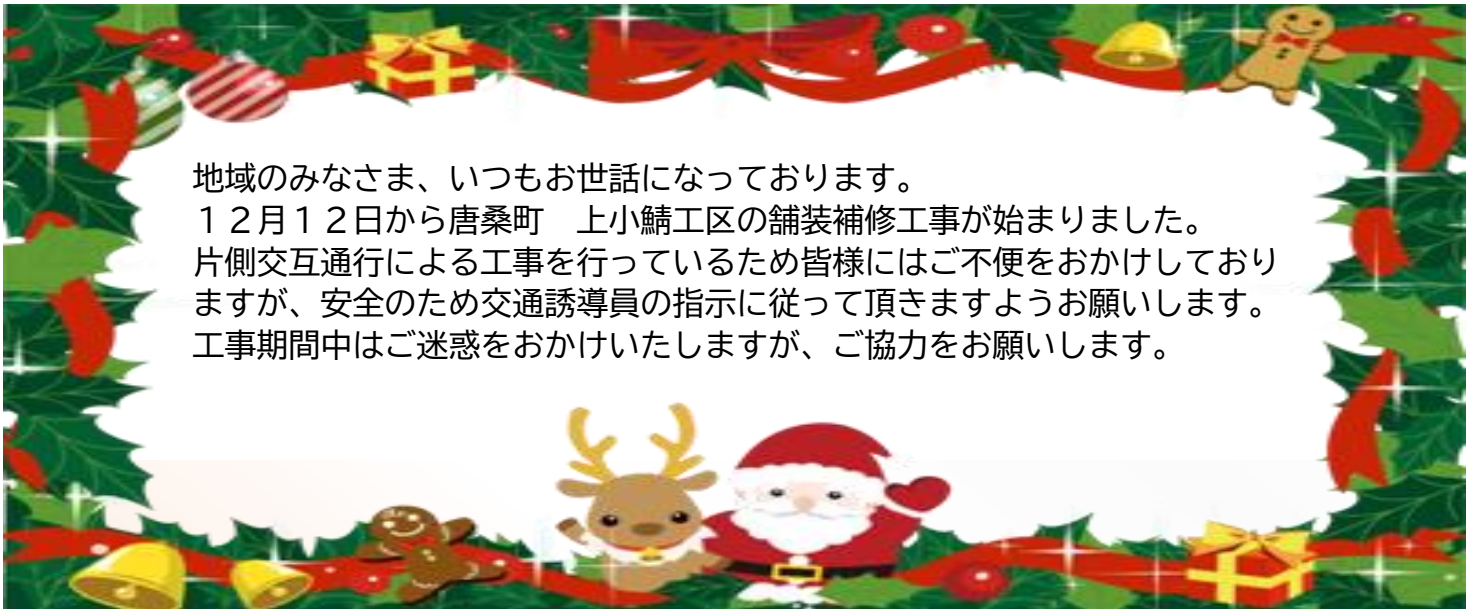 地域のみなさま、いつもお世話になっております。
１２月１２日から唐桑町　上小鯖工区の舗装補修工事が始まりました。
片側交互通行による工事を行っているため皆様にはご不便をおかけしており
ますが、安全のため交通誘導員の指示に従って頂きますようお願いします。
工事期間中はご迷惑をおかけいたしますが、ご協力をお願いします。